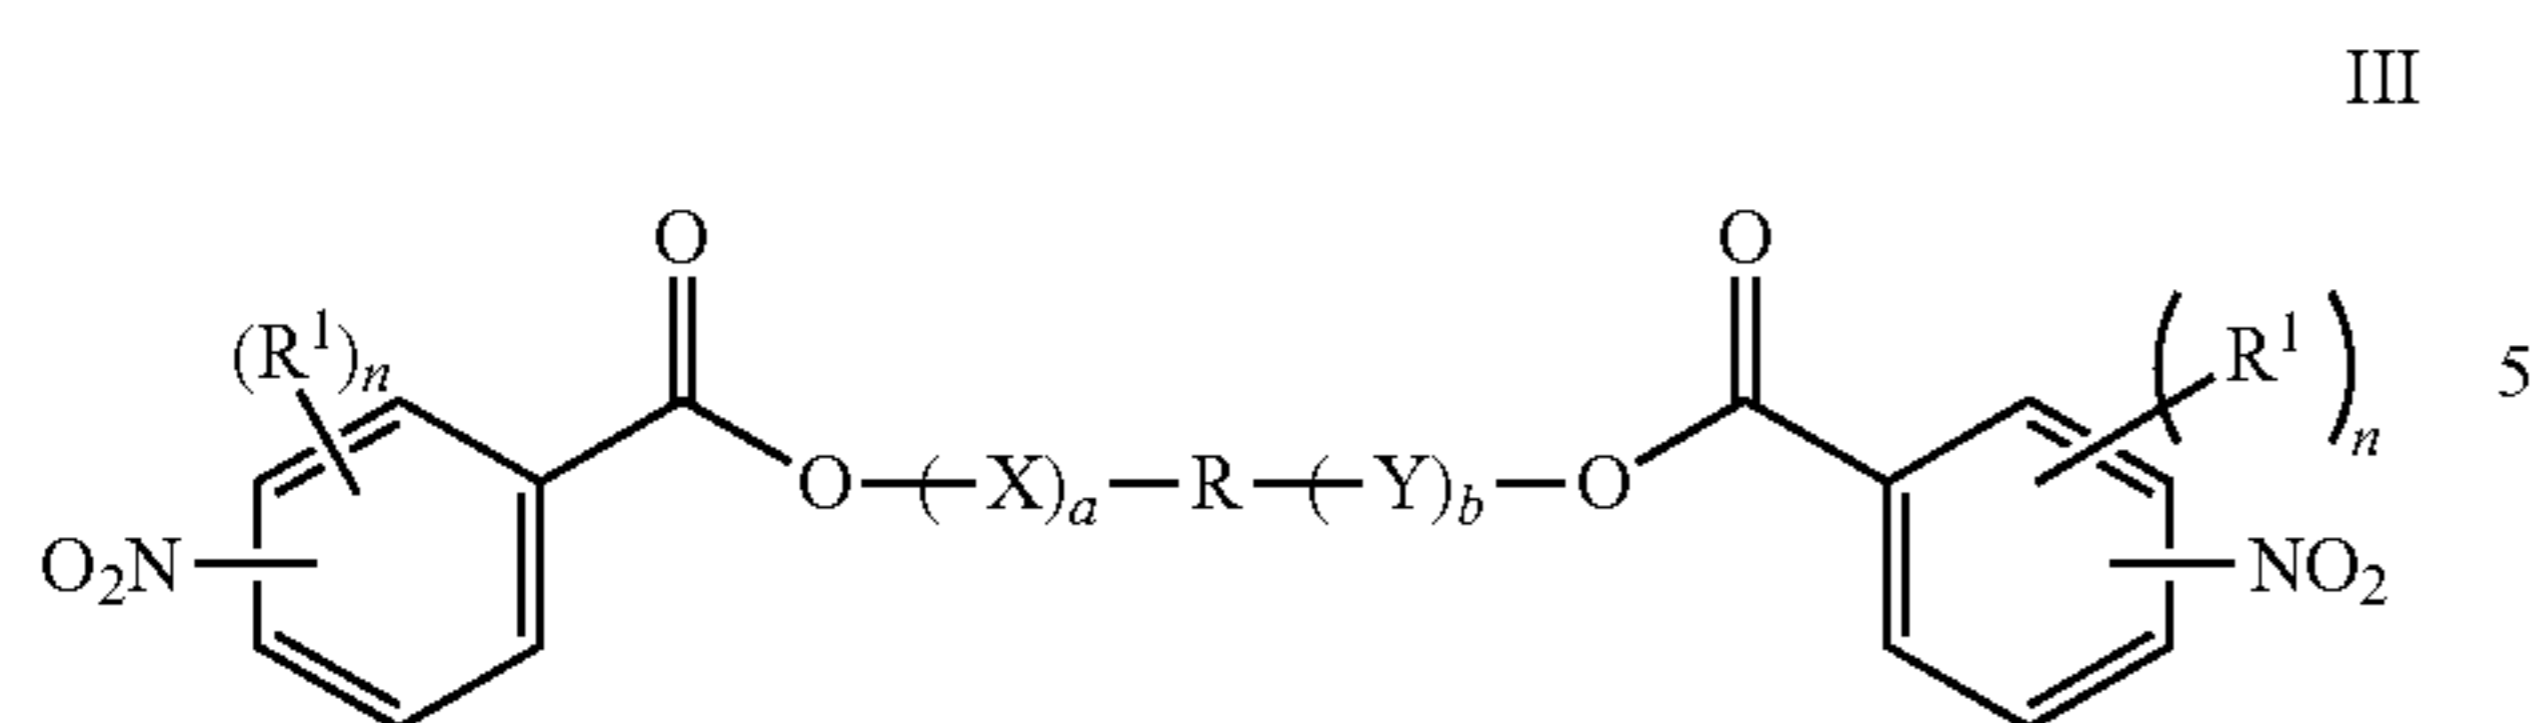 III
O O
(R¹)n (R¹)n 5
O—(X)a—R—(Y)b—O
O₂N NO₂